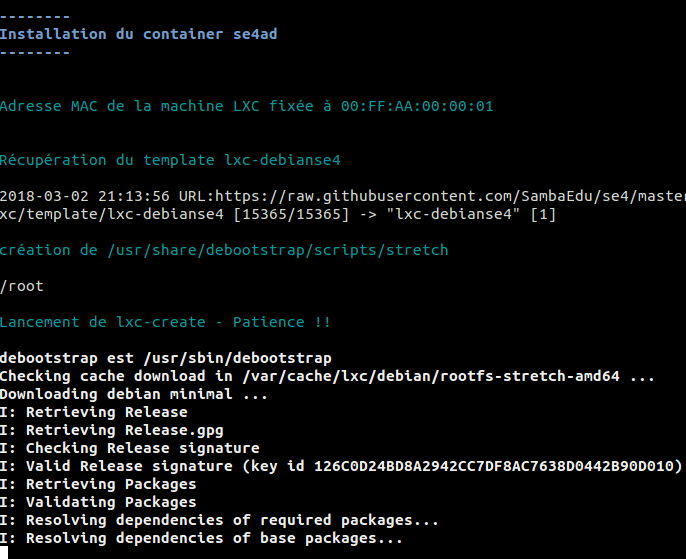 --------
Installation du container se4ad
--------
Adresse MAC de la machine LXC fixée à 00:FF:AA:00:00:01
Récupération du template lxc-debianse4
2018-03-02 21:13:56 URL:https://raw.githubusercontent.com/SambaEdu/se4/master
xc/template/lxc-debianse4 [15365/15365] -> "lxc-debianse4" [1]
création de /usr/share/debootstrap/scripts/stretch
/root
Lancement de lxc-create - Patience !!
debootstrap est /usr/sbin/debootstrap
Checking cache download in /var/cache/lxc/debian/rootfs-stretch-amd64 ...
Downloading debian minimal ...
I: Retrieving Release
I: Retrieving Release.gpg
I: Checking Release signature
I: Valid Release signature (key id 126C0D24BD8A2942CC7DF8AC7638D0442B90D010)
I: Retrieving Packages
I: Validating Packages
I: Resolving dependencies of required packages...
I: Resolving dependencies of base packages...